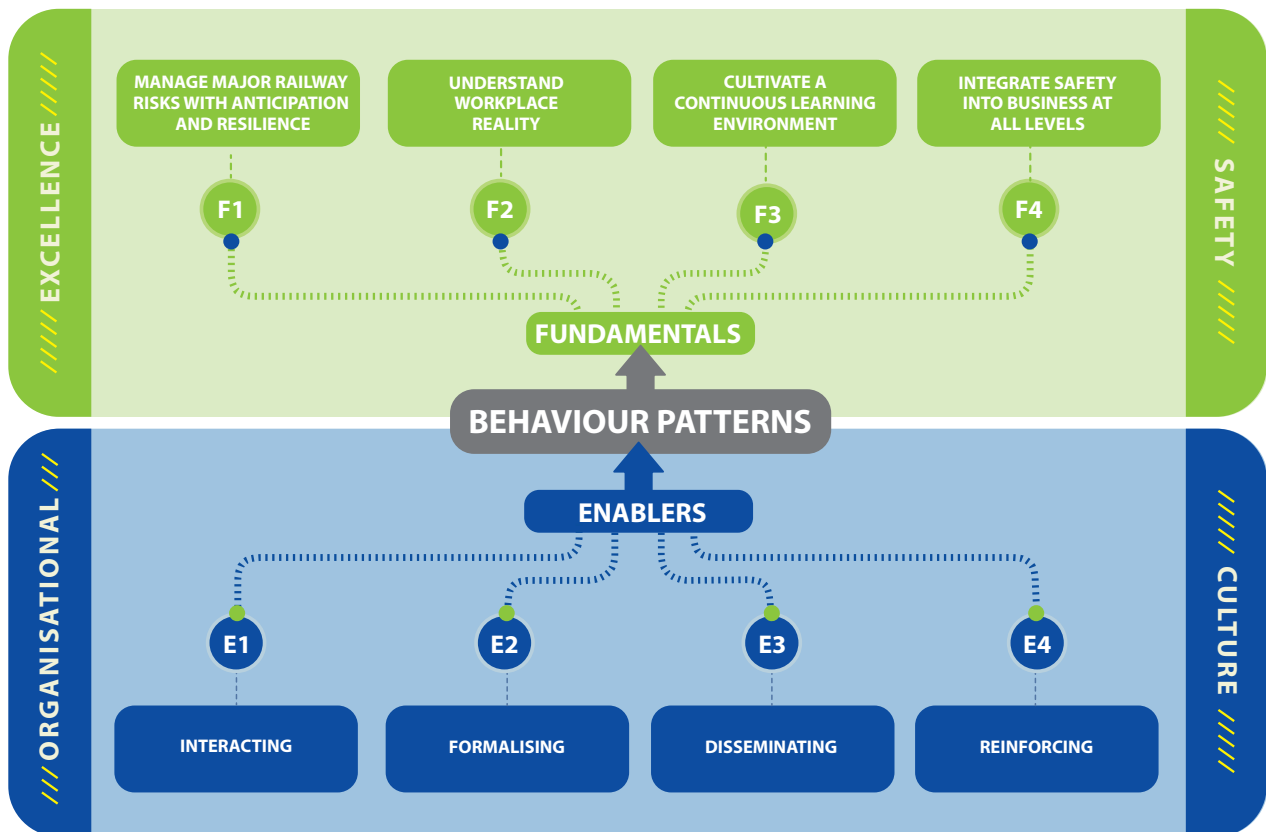 EXCELLENCE
SAFETY
MANAGE MAJOR RAILWAY
RISKS WITH ANTICIPATION
AND RESILIENCE
UNDERSTAND
WORKPLACE
REALITY
CULTIVATE A
CONTINUOUS LEARNING
ENVIRONMENT
INTEGRATE SAFETY
INTO BUSINESS AT
ALL LEVELS
F1
F2
F3
F4
FUNDAMENTALS
BEHAVIOUR PATTERNS
ENABLERS
ORGANISATIONAL
CULTURE
E1
E2
E3
E4
INTERACTING
FORMALISING
DISSEMINATING
REINFORCING